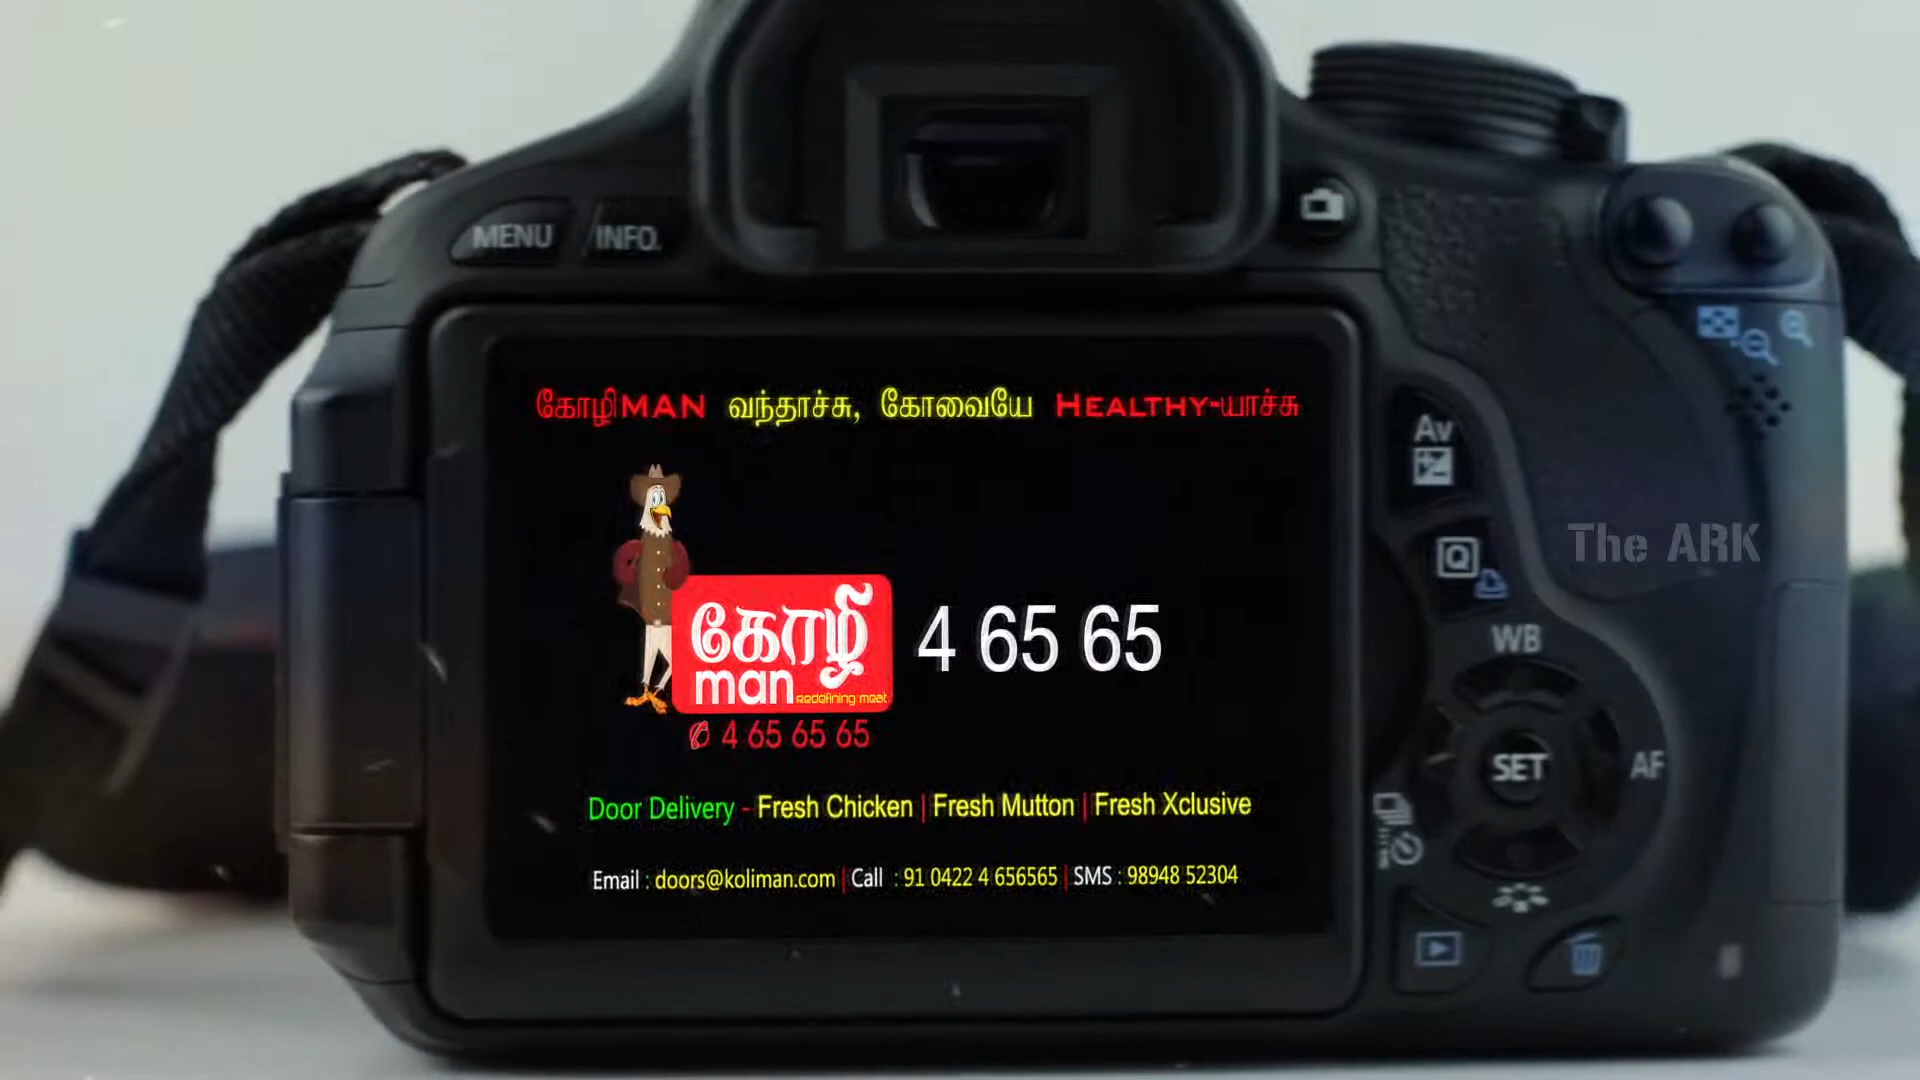 MENU / INFO.
கோழிMAN வந்தாச்சு, கோவையே HEALTHY-யாச்சு
Av
Q
The ARK
கோழி
man Redefining meat
4 65 65
✆ 4 65 65 65
WB
SET
AF
Door Delivery - Fresh Chicken | Fresh Mutton | Fresh Xclusive
Email : doors@koliman.com | Call : 91 0422 4 656565 | SMS : 98948 52304